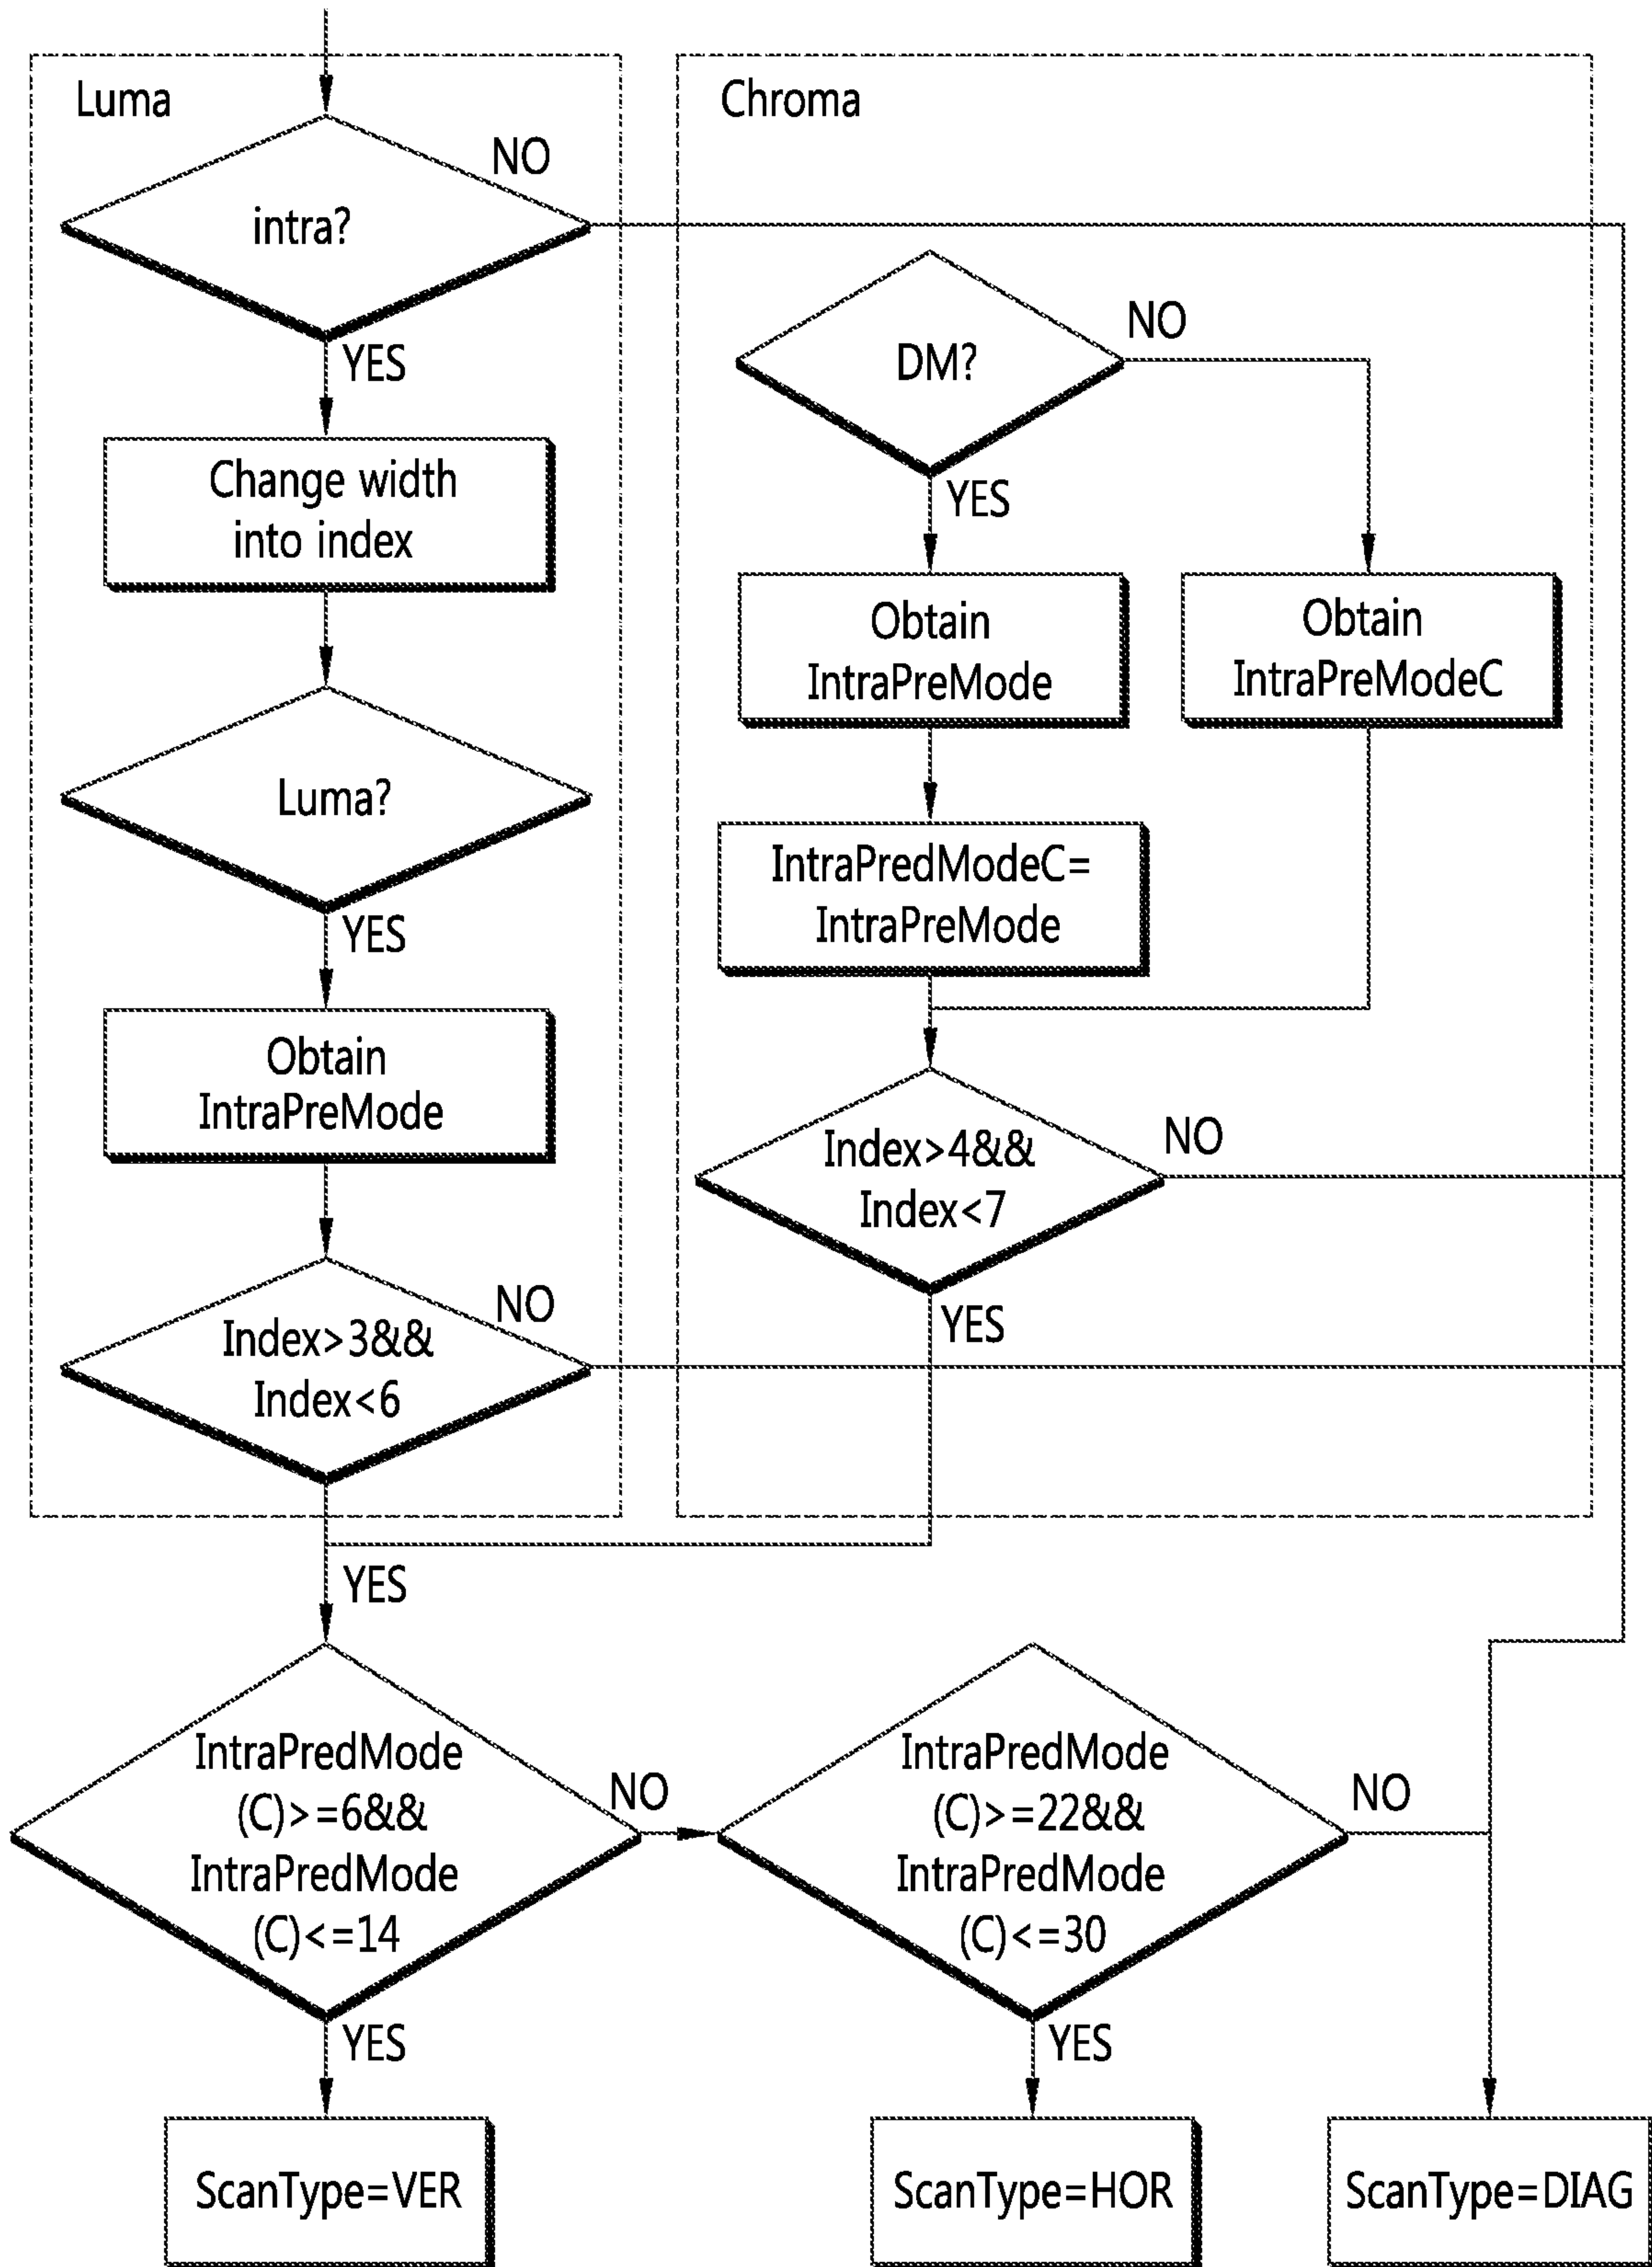 Luma
intra?
NO
YES
Change width
into index
Luma?
YES
Obtain
IntraPreMode
Index>3&&
Index<6
NO
YES
Chroma
DM?
NO
YES
Obtain
IntraPreMode
Obtain
IntraPreModeC
IntraPredModeC=
IntraPreMode
Index>4&&
Index<7
NO
YES
IntraPredMode
(C)>=6&&
IntraPredMode
(C)<=14
NO
YES
IntraPredMode
(C)>=22&&
IntraPredMode
(C)<=30
NO
YES
ScanType=VER
ScanType=HOR
ScanType=DIAG